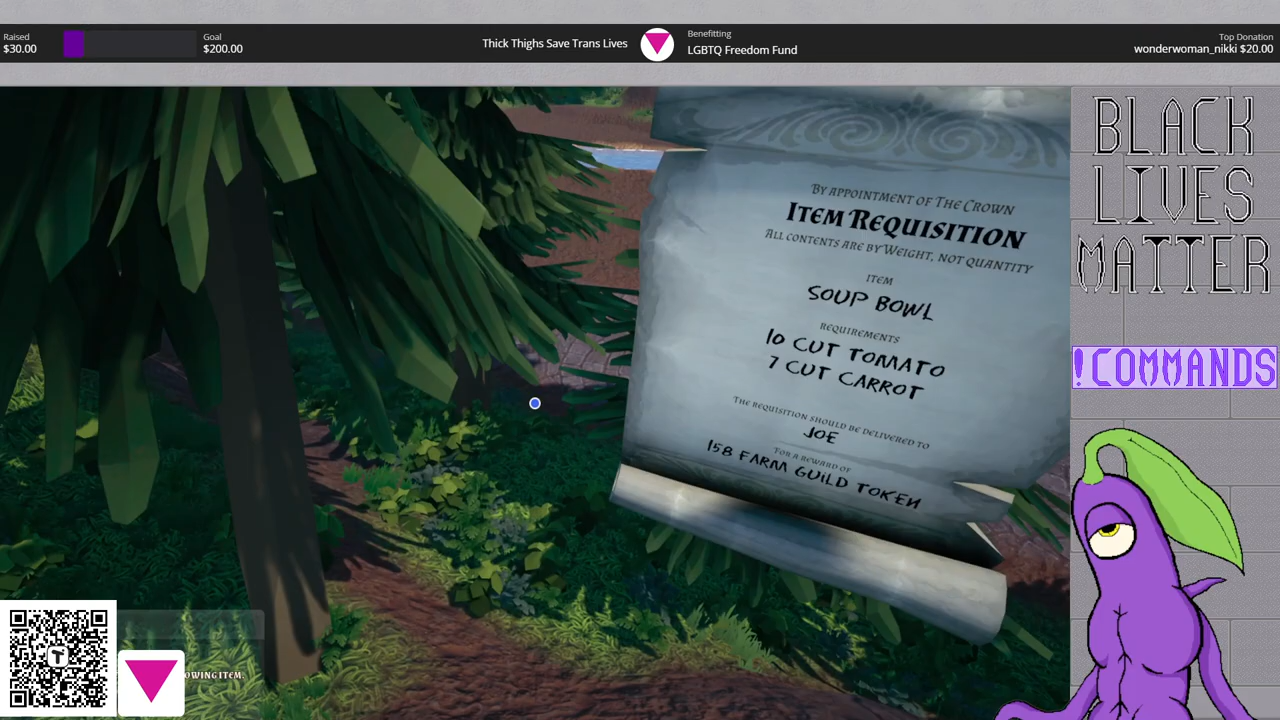 Raised
$30.00
Goal
$200.00
Thick Thighs Save Trans Lives
Benefitting
LGBTQ Freedom Fund
Top Donation
wonderwoman_nikki $20.00
BY APPOINTMENT OF THE CROWN
ITEM REQUISITION
ALL CONTENTS ARE BY WEIGHT, NOT QUANTITY
ITEM
SOUP BOWL
REQUIREMENTS
10 CUT TOMATO
7 CUT CARROT
THE REQUISITION SHOULD BE DELIVERED TO
JOE
FOR A REWARD OF
158 FARM GUILD TOKEN
BLACK
LIVES
MATTER
!COMMANDS
T
OWING ITEM.